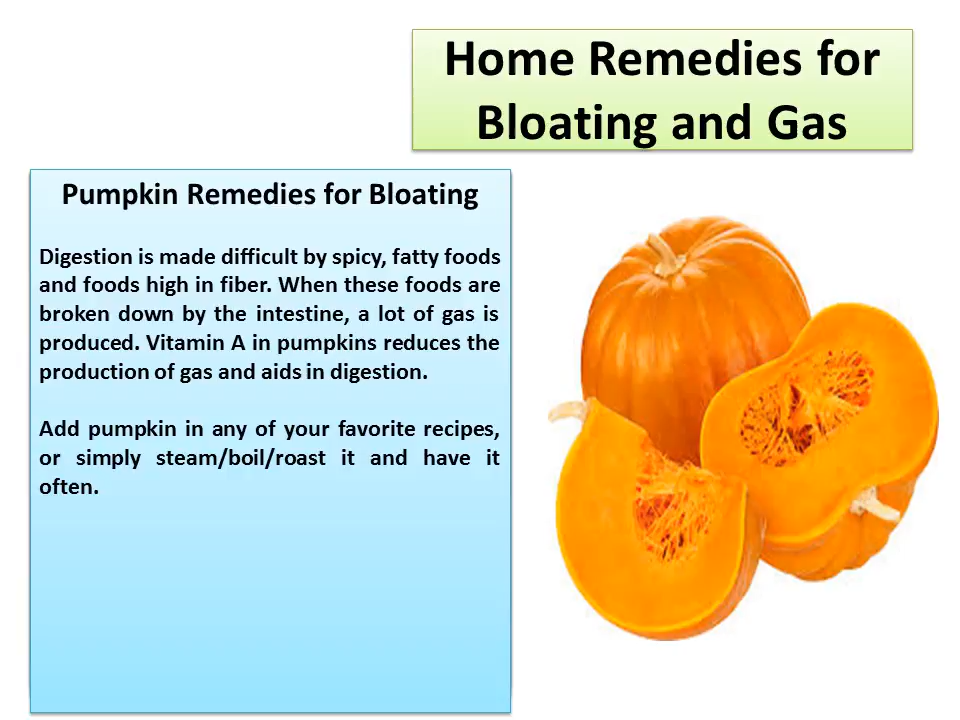 Home Remedies for
Bloating and Gas
Pumpkin Remedies for Bloating
Digestion is made difficult by spicy, fatty foods
and foods high in fiber. When these foods are
broken down by the intestine, a lot of gas is
produced. Vitamin A in pumpkins reduces the
production of gas and aids in digestion.
Add pumpkin in any of your favorite recipes,
or simply steam/boil/roast it and have it
often.